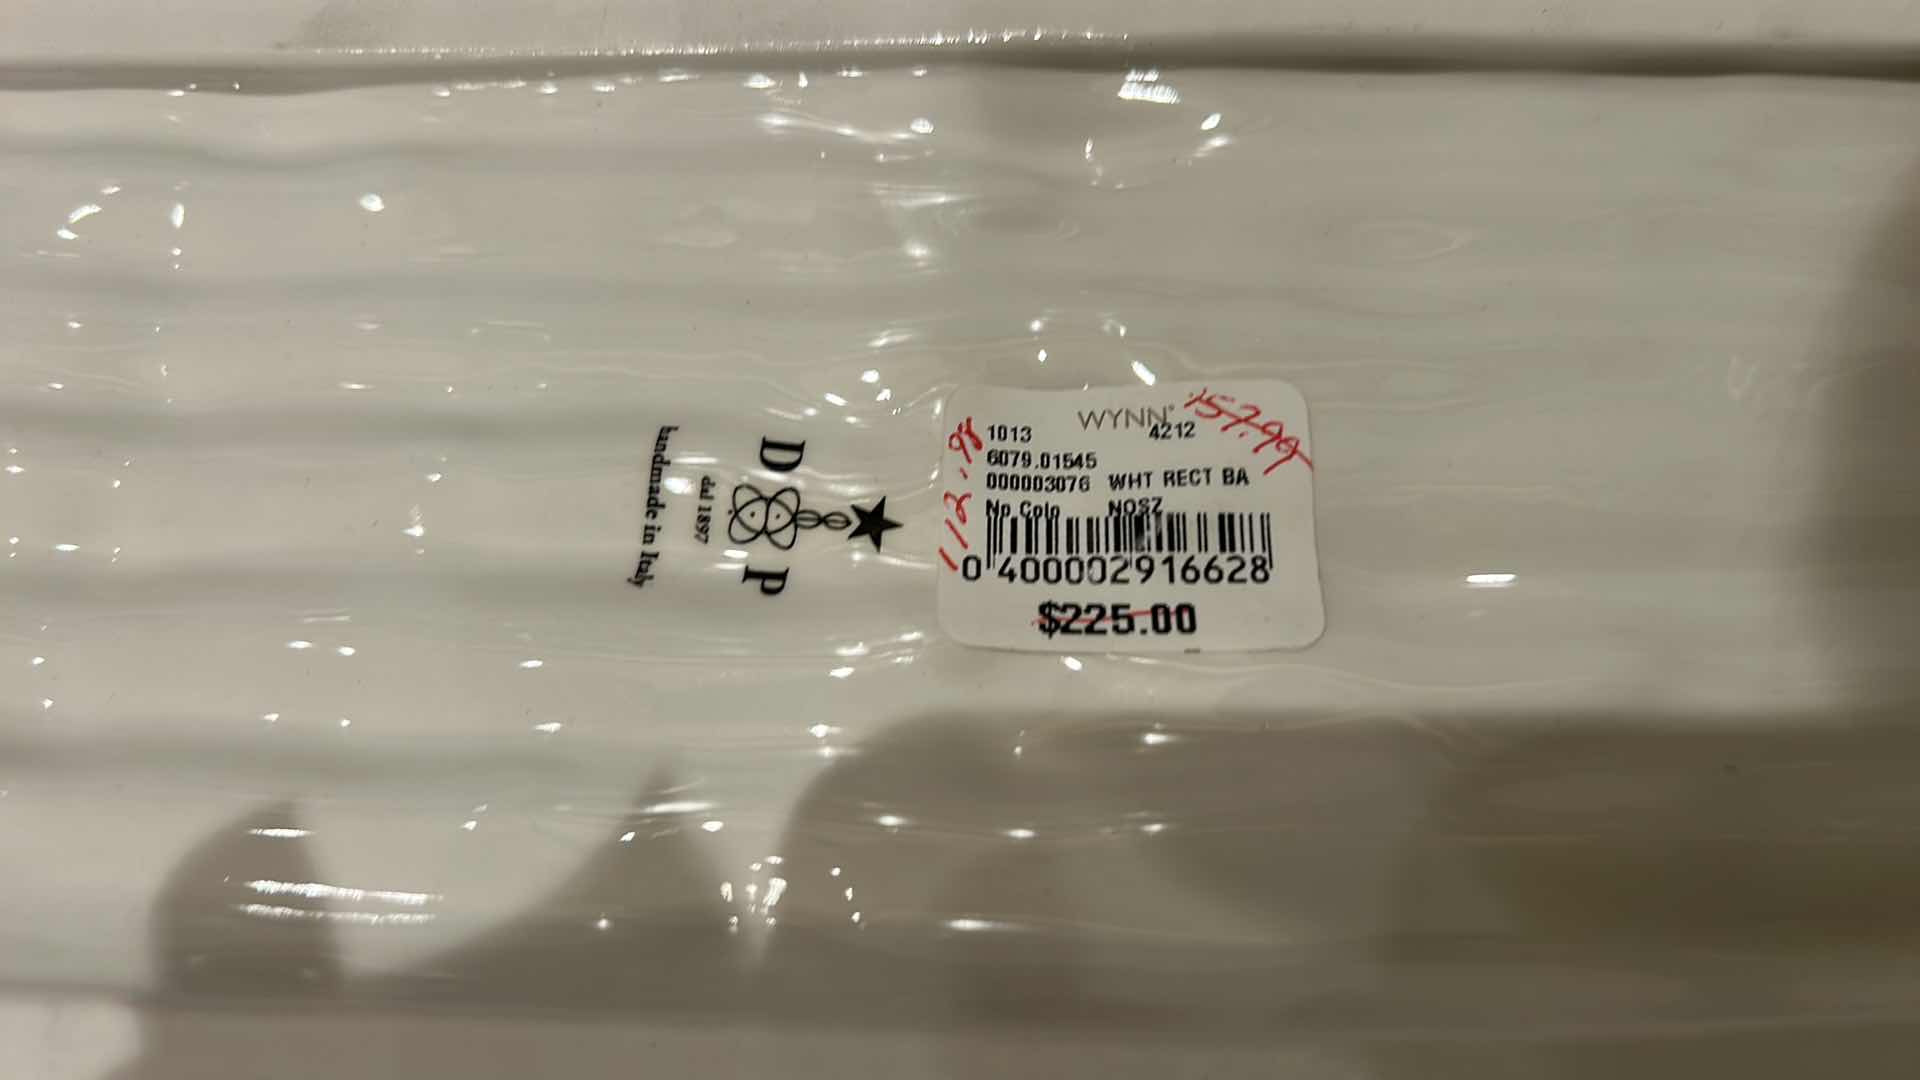 D P
dal 1897
handmade in Italy
WYNN®
157.99
1013 4212
6079.01545
000003076 WHT RECT BA
No Colo NOSZ
0 400002916628
$225.00
112.98